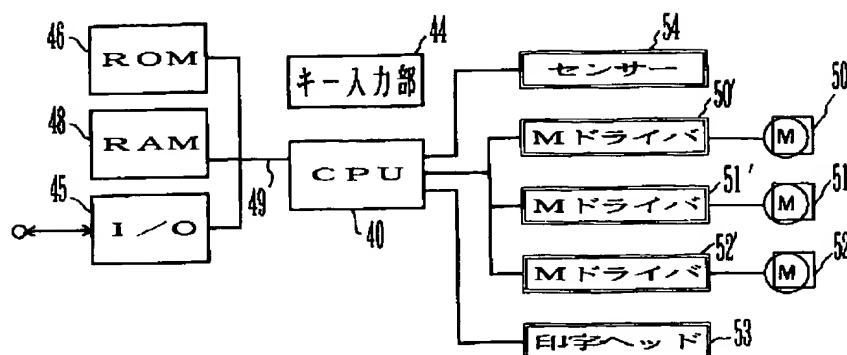 46
ROM
48
RAM
45
I/O
49
44
キー入力部
CPU
40
54
センサー
50'
Mドライバ
M
50
51'
Mドライバ
M
51
52'
Mドライバ
M
52
印字ヘッド
53